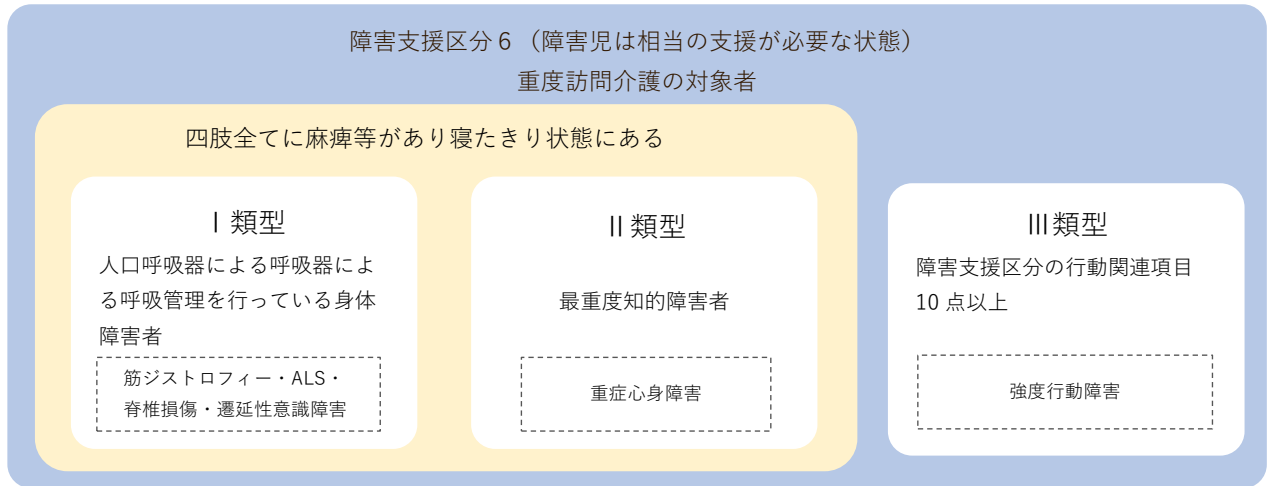 障害支援区分６（障害児は相当の支援が必要な状態）
重度訪問介護の対象者
四肢全てに麻痺等があり寝たきり状態にある
Ⅰ類型
人口呼吸器による呼吸器によ
る呼吸管理を行っている身体
障害者
筋ジストロフィー・ALS・
脊椎損傷・遷延性意識障害
Ⅱ類型
最重度知的障害者
重症心身障害
Ⅲ類型
障害支援区分の行動関連項目
10 点以上
強度行動障害